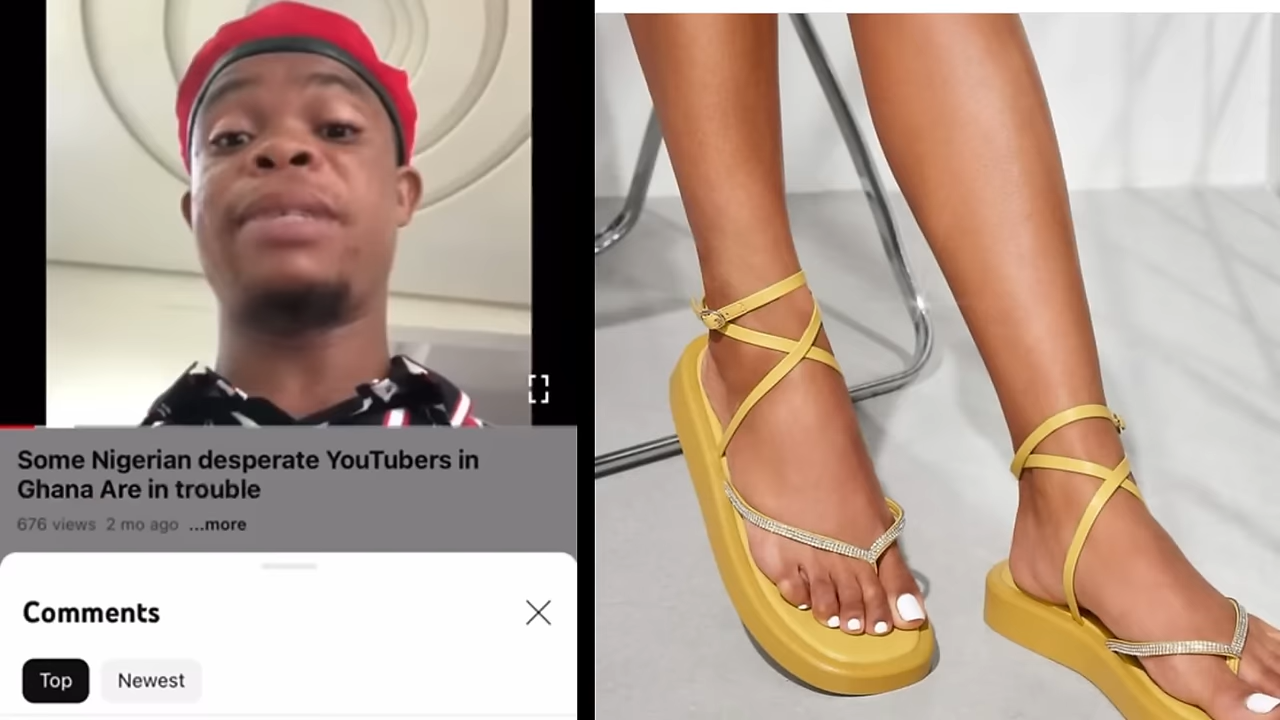 Some Nigerian desperate YouTubers in
Ghana Are in trouble
676 views 2 mo ago ...more
Comments
Top Newest